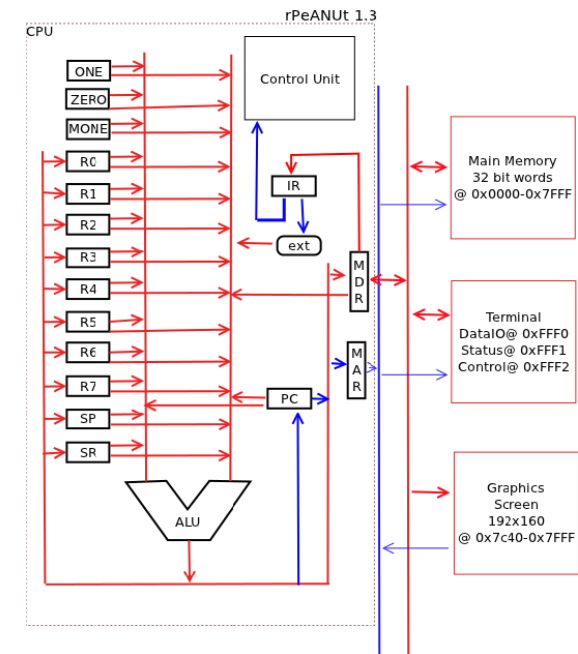 rPeANUt 1.3
CPU
ONE
ZERO
MONE
R0
R1
R2
R3
R4
R5
R6
R7
SP
SR
Control Unit
IR
ext
M
D
R
M
A
R
PC
ALU
Main Memory
32 bit words
@ 0x0000-0x7FFF
Terminal
DataIO@ 0xFFF0
Status@ 0xFFF1
Control@ 0xFFF2
Graphics
Screen
192x160
@ 0x7c40-0x7FFF